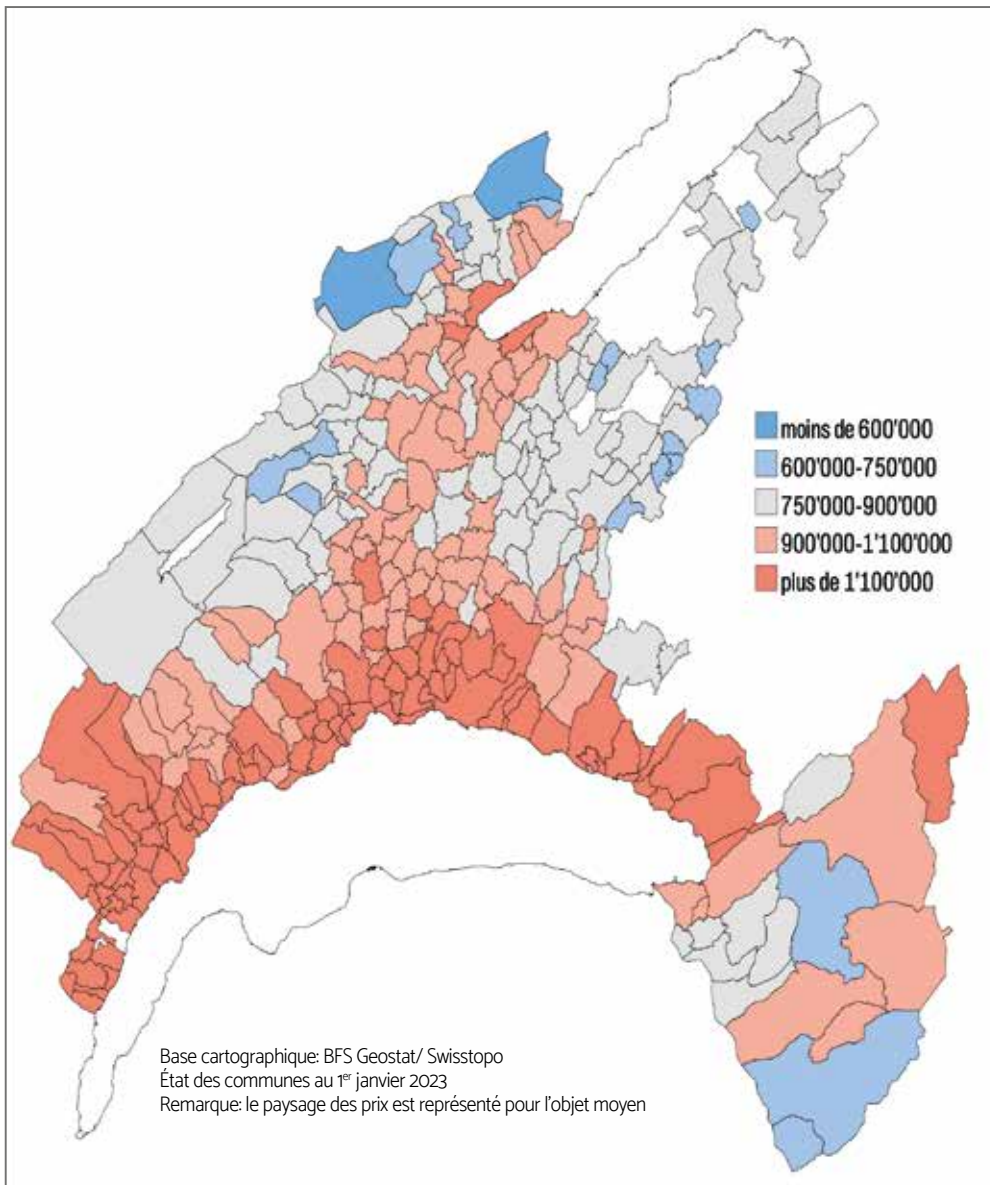 moins de 600'000
600'000-750'000
750'000-900'000
900'000-1'100'000
plus de 1'100'000
Base cartographique: BFS Geostat/ Swisstopo
État des communes au 1er janvier 2023
Remarque: le paysage des prix est représenté pour l'objet moyen